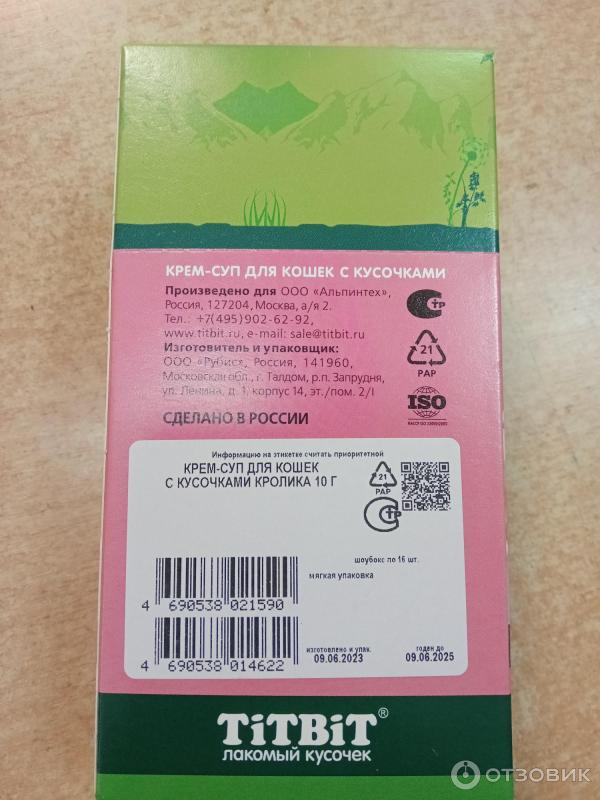 КРЕМ-СУП ДЛЯ КОШЕК С КУСОЧКАМИ
Произведено для ООО «Альпинтех»,
Россия, 127204, Москва, а/я 2.
Тел.: +7(495)902-62-92,
www.titbit.ru, e-mail: sale@titbit.ru
Изготовитель и упаковщик:
ООО «Рубис», Россия, 141960,
Московская обл., г. Талдом, р.п. Запрудня,
ул. Ленина, д. 1, корпус 14, эт./пом. 2/I
СДЕЛАНО В РОССИИ
СТР
21
PAP
ISO
Информацию на этикетке считать приоритетной
КРЕМ-СУП ДЛЯ КОШЕК
С КУСОЧКАМИ КРОЛИКА 10 Г
21
PAP
СТР
шоубокс по 16 шт.
мягкая упаковка
4 690538 021590
4 690538 014622
изготовлено и упак.
09.06.2023
годен до
09.06.2025
TiTBiT®
лакомый кусочек
ОТЗОВИК